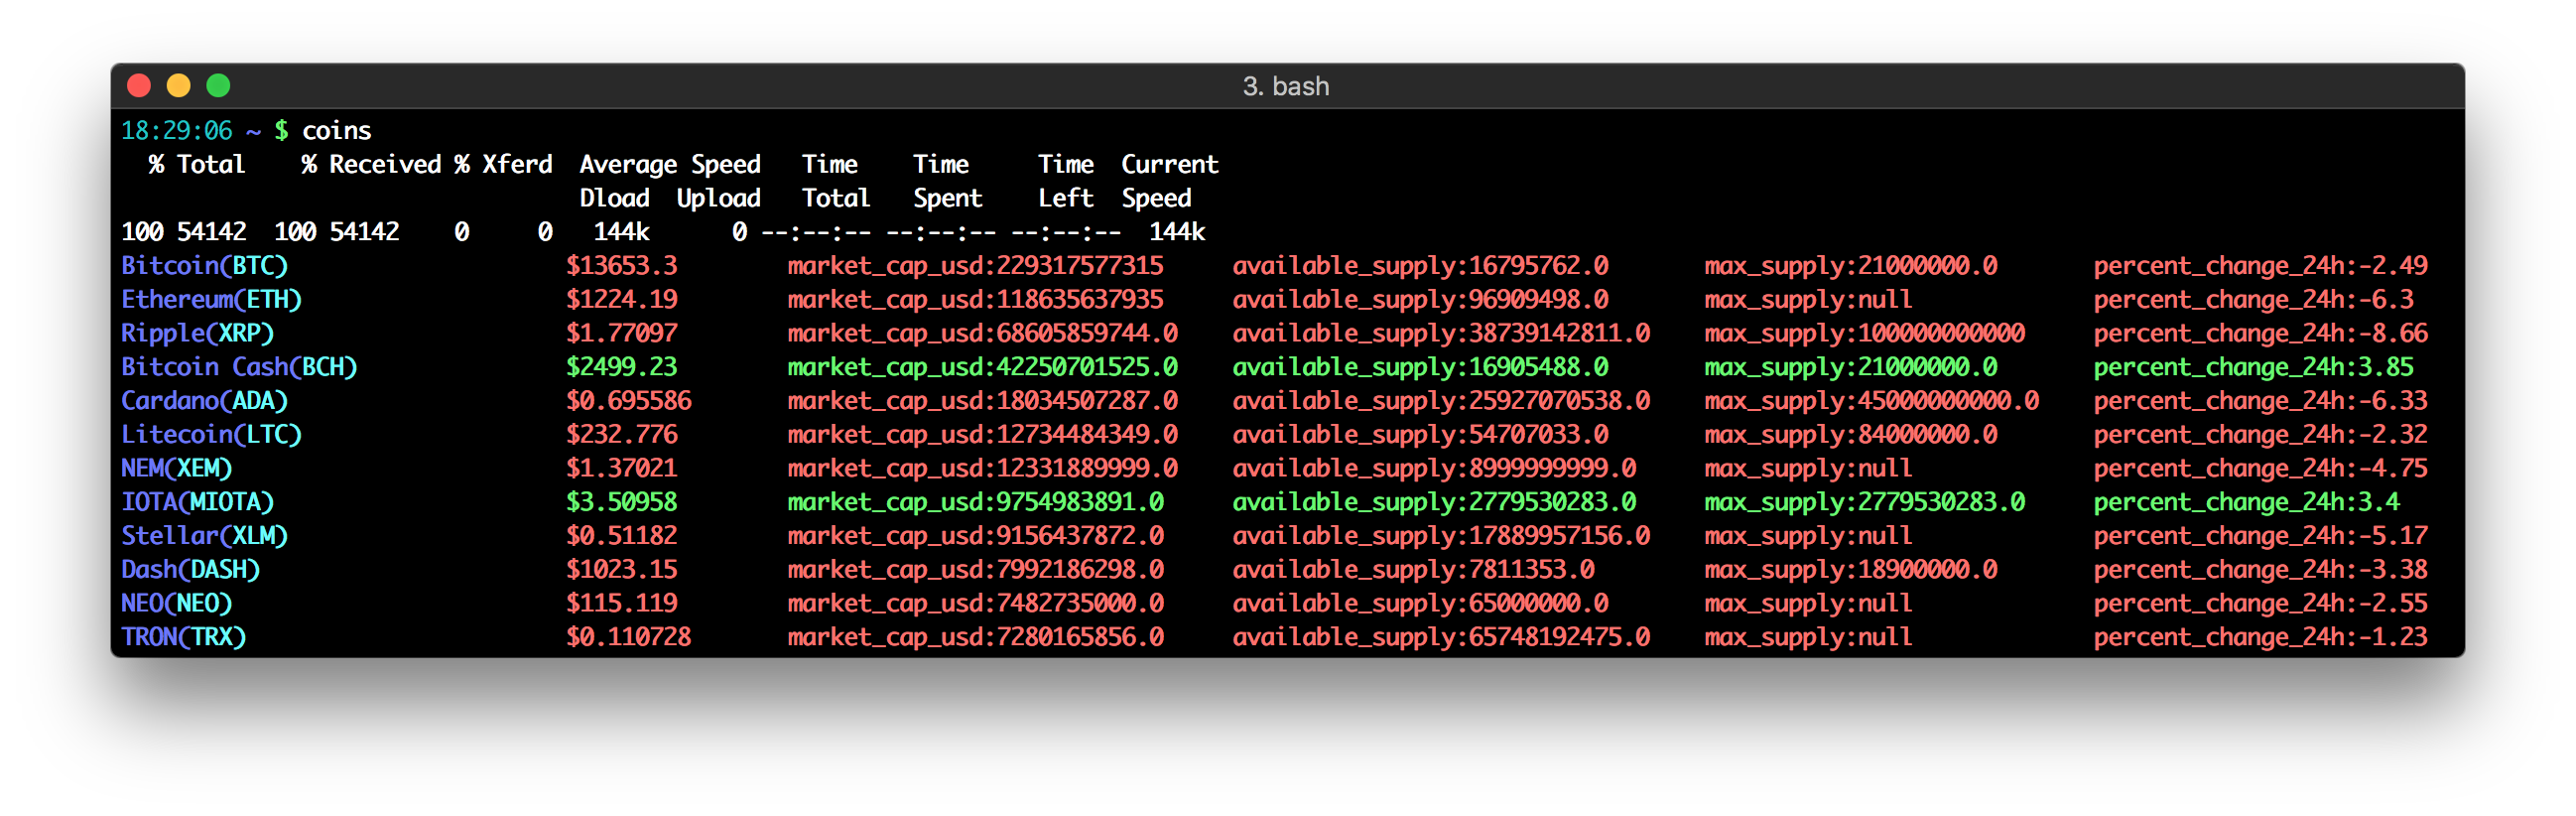 3. bash
18:29:06 ~ $ coins
  % Total    % Received % Xferd  Average Speed   Time    Time     Time  Current
                                 Dload  Upload   Total   Spent    Left  Speed
100 54142  100 54142    0     0   144k      0 --:--:-- --:--:-- --:--:--  144k
Bitcoin(BTC)                    $13653.3        market_cap_usd:229317577315     available_supply:16795762.0       max_supply:21000000.0       percent_change_24h:-2.49
Ethereum(ETH)                   $1224.19        market_cap_usd:118635637935     available_supply:96909498.0       max_supply:null             percent_change_24h:-6.3
Ripple(XRP)                     $1.77097        market_cap_usd:68605859744.0    available_supply:38739142811.0    max_supply:100000000000     percent_change_24h:-8.66
Bitcoin Cash(BCH)               $2499.23        market_cap_usd:42250701525.0    available_supply:16905488.0       max_supply:21000000.0       percent_change_24h:3.85
Cardano(ADA)                    $0.695586       market_cap_usd:18034507287.0    available_supply:25927070538.0    max_supply:45000000000.0    percent_change_24h:-6.33
Litecoin(LTC)                   $232.776        market_cap_usd:12734484349.0    available_supply:54707033.0       max_supply:84000000.0       percent_change_24h:-2.32
NEM(XEM)                        $1.37021        market_cap_usd:12331889999.0    available_supply:8999999999.0     max_supply:null             percent_change_24h:-4.75
IOTA(MIOTA)                     $3.50958        market_cap_usd:9754983891.0     available_supply:2779530283.0     max_supply:2779530283.0     percent_change_24h:3.4
Stellar(XLM)                    $0.51182        market_cap_usd:9156437872.0     available_supply:17889957156.0    max_supply:null             percent_change_24h:-5.17
Dash(DASH)                      $1023.15        market_cap_usd:7992186298.0     available_supply:7811353.0        max_supply:18900000.0       percent_change_24h:-3.38
NEO(NEO)                        $115.119        market_cap_usd:7482735000.0     available_supply:65000000.0       max_supply:null             percent_change_24h:-2.55
TRON(TRX)                       $0.110728       market_cap_usd:7280165856.0     available_supply:65748192475.0    max_supply:null             percent_change_24h:-1.23